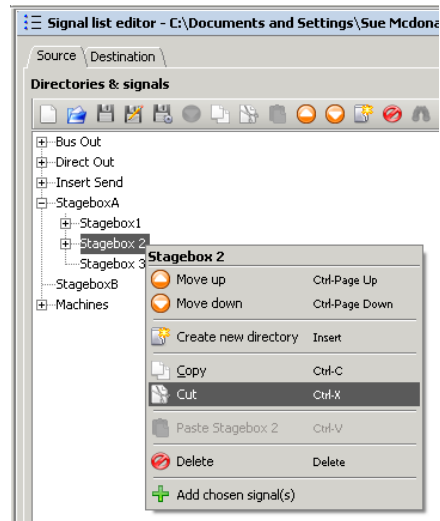 Signal list editor - C:\Documents and Settings\Sue Mcdona
Source Destination
Directories & signals
Bus Out
Direct Out
Insert Send
StageboxA
Stagebox1
Stagebox 2
Stagebox 3
StageboxB
Machines
Stagebox 2
Move up Ctrl-Page Up
Move down Ctrl-Page Down
Create new directory Insert
Copy Ctrl-C
Cut Ctrl-X
Paste Stagebox 2 Ctrl-V
Delete Delete
Add chosen signal(s)